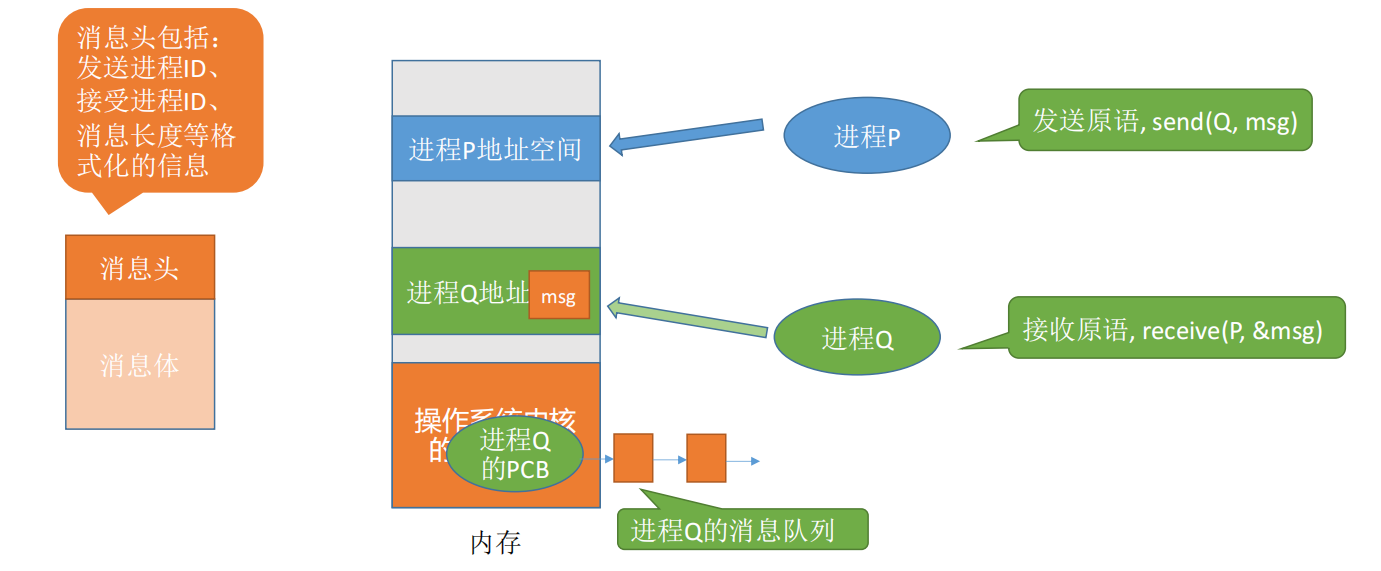 消息头包括：
发送进程ID、
接受进程ID、
消息长度等格
式化的信息
消息头
消息体
进程P地址空间
进程Q地址
msg
操作系统内核
的
进程Q
的PCB
内存
进程P
发送原语, send(Q, msg)
进程Q
接收原语, receive(P, &msg)
进程Q的消息队列